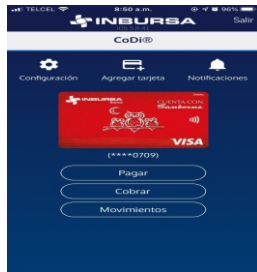 TELCEL 8:50 a.m. 96%
INBURSA Salir
CoDi®
Configuración Agregar tarjeta Notificaciones
INBURSA CUENTA CON
Sanborns
VISA
(****0709)
Pagar
Cobrar
Movimientos